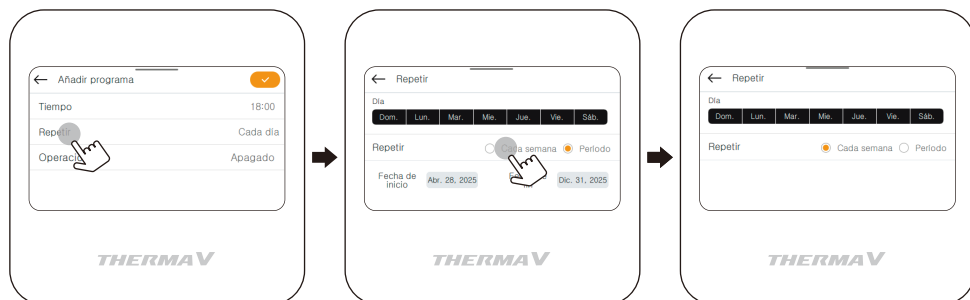 Añadir programa
Tiempo 18:00
Repetir Cada día
Operació Apagado
THERMA V
Repetir
Día
Dom. Lun. Mar. Mie. Jue. Vie. Sáb.
Repetir Cada semana Periodo
Fecha de inicio Abr. 28, 2025 Dic. 31, 2025
THERMA V
Repetir
Día
Dom. Lun. Mar. Mie. Jue. Vie. Sáb.
Repetir Cada semana Periodo
THERMA V